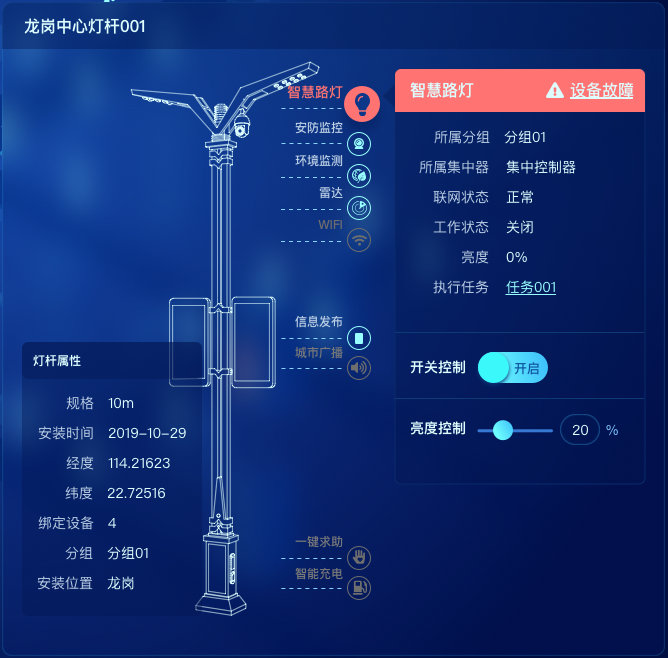 龙岗中心灯杆001
智慧路灯
安防监控
环境监测
雷达
WIFI
信息发布
城市广播
一键求助
智能充电
灯杆属性
规格 10m
安装时间 2019-10-29
经度 114.21623
纬度 22.72516
绑定设备 4
分组 分组01
安装位置 龙岗
智慧路灯 设备故障
所属分组 分组01
所属集中器 集中控制器
联网状态 正常
工作状态 关闭
亮度 0%
执行任务 任务001
开关控制 开启
亮度控制 20 %